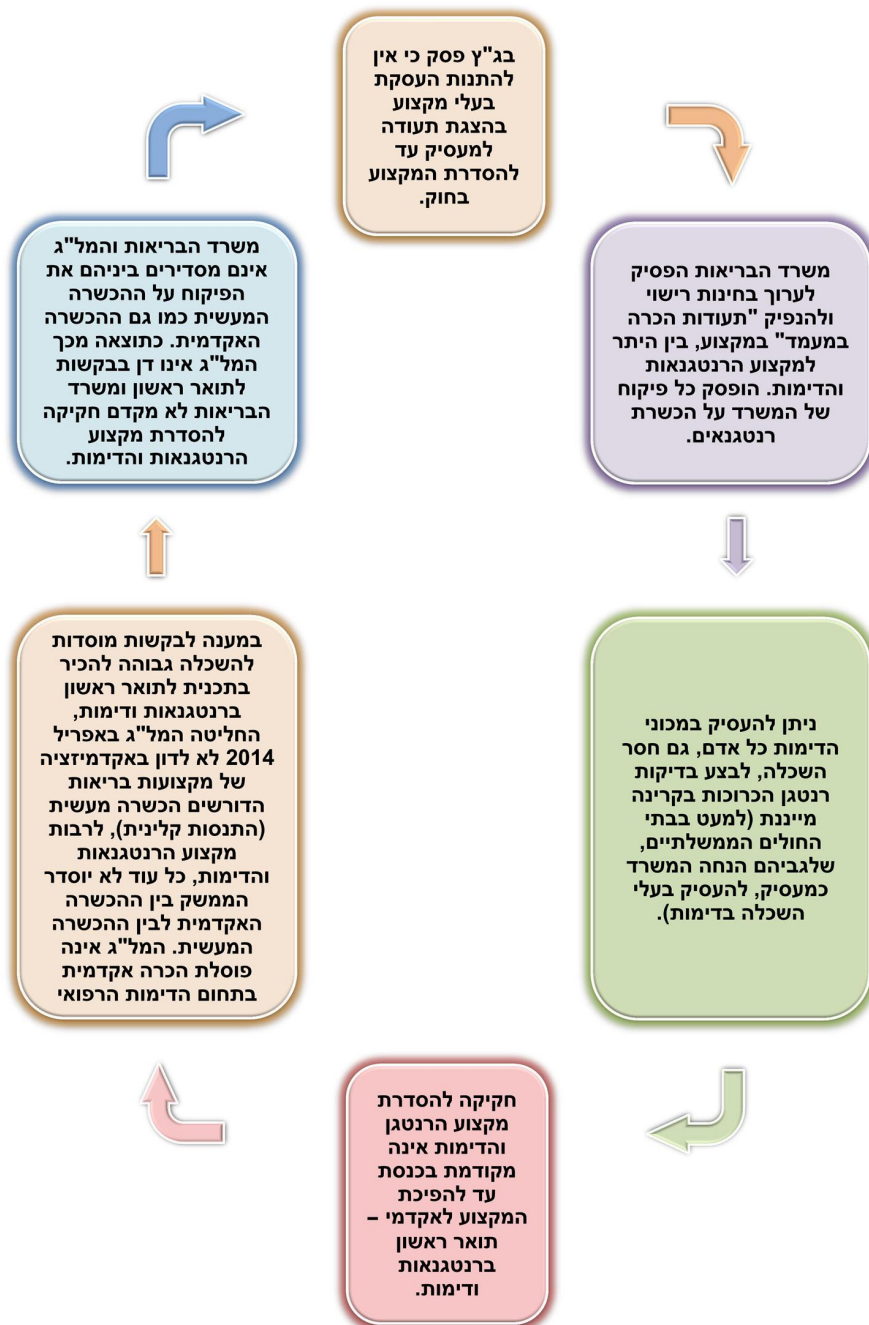 בג"ץ פסק כי אין
להתנות העסקת
בעלי מקצוע
בהצגת תעודה
למעסיק עד
להסדרת המקצוע
בחוק.
משרד הבריאות הפסיק
לערוך בחינות רישוי
ולהנפיק "תעודות הכרה
במעמד" במקצוע, בין היתר
למקצוע הרנטגנאות
והדימות. הופסק כל פיקוח
של המשרד על הכשרת
רנטגנאים.
ניתן להעסיק במכוני
הדימות כל אדם, גם חסר
השכלה, לבצע בדיקות
רנטגן הכרוכות בקרינה
מייננת (למעט בבתי
החולים הממשלתיים,
שלגביהם הנחה המשרד
כמעסיק, להעסיק בעלי
השכלה בדימות).
חקיקה להסדרת
מקצוע הרנטגן
והדימות אינה
מקודמת בכנסת
עד להפיכת
המקצוע לאקדמי –
תואר ראשון
ברנטגנאות
ודימות.
במענה לבקשות מוסדות
להשכלה גבוהה להכיר
בתכנית לתואר ראשון
ברנטגנאות ודימות,
החליטה המל"ג באפריל
2014 לא לדון באקדמיזציה
של מקצועות בריאות
הדורשים הכשרה מעשית
(התנסות קלינית), לרבות
מקצוע הרנטגנאות
והדימות, כל עוד לא יוסדר
הממשק בין ההכשרה
האקדמית לבין ההכשרה
המעשית. המל"ג אינה
פוסלת הכרה אקדמית
בתחום הדימות הרפואי
משרד הבריאות והמל"ג
אינם מסדירים ביניהם את
הפיקוח על ההכשרה
המעשית כמו גם ההכשרה
האקדמית. כתוצאה מכך
המל"ג אינו דן בבקשות
לתואר ראשון ומשרד
הבריאות לא מקדם חקיקה
להסדרת מקצוע
הרנטגנאות והדימות.